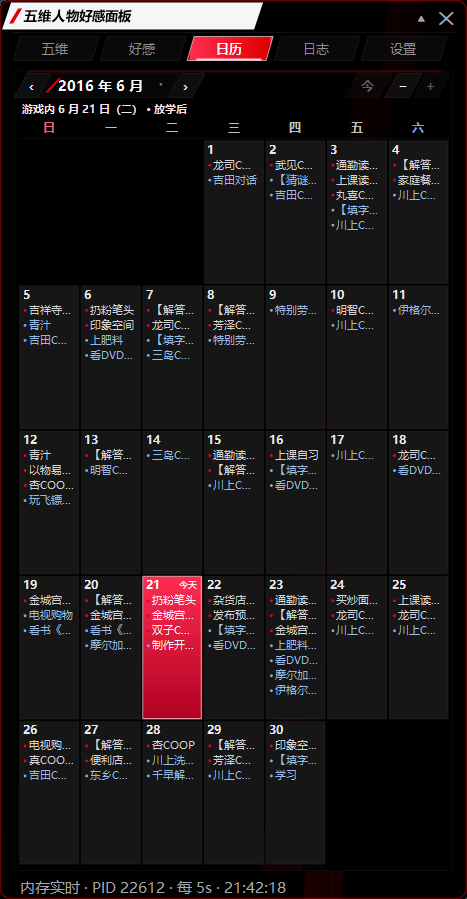 五维人物好感面板
五维 好感 日历 日志 设置
‹ 2016 年 6 月 › 今 − +
游戏内 6 月 21 日（二） • 放学后
日 一 二 三 四 五 六
1
•龙司C...
•吉田对话
2
•武见C...
•【猜谜...
•吉田C...
3
•通勤读...
•上课读...
•丸喜C...
•【填字...
•川上C...
4
•【解答...
•家庭餐...
•川上C...
5
•吉祥寺...
•青汁
•吉田C...
6
•扔粉笔头
•印象空间
•上肥料
•看DVD...
7
•【解答...
•龙司C...
•【填字...
•三岛C...
8
•【解答...
•芳泽C...
•特别劳...
9
•特别劳...
10
•明智C...
•川上C...
11
•伊格尔...
12
•青汁
•以物易...
•杏COO...
•玩飞镖...
13
•【解答...
•明智C...
14
•三岛C...
15
•通勤读...
•【解答...
•川上C...
16
•上课自习
•【填字...
•看DVD...
17
•川上C...
18
•龙司C...
•看DVD...
19
•金城宫...
•电视购物
•看书《...
20
•【解答...
•金城宫...
•看书《...
•摩尔加...
21 今天
•扔粉笔头
•金城宫...
•双子C...
•制作开...
22
•杂货店...
•发布预...
•【填字...
•看DVD...
23
•通勤读...
•【解答...
•金城宫...
•上肥料...
•看DVD...
•摩尔加...
•伊格尔...
24
•买炒面...
•龙司C...
•川上C...
25
•上课读...
•龙司C...
•川上C...
26
•电视购...
•真COO...
•吉田C...
27
•【解答...
•便利店...
•东乡C...
28
•杏COOP
•川上洗...
•千早解...
29
•【解答...
•芳泽C...
•川上C...
30
•印象空...
•【填字...
•学习
内存实时 · PID 22612 · 每 5s · 21:42:18